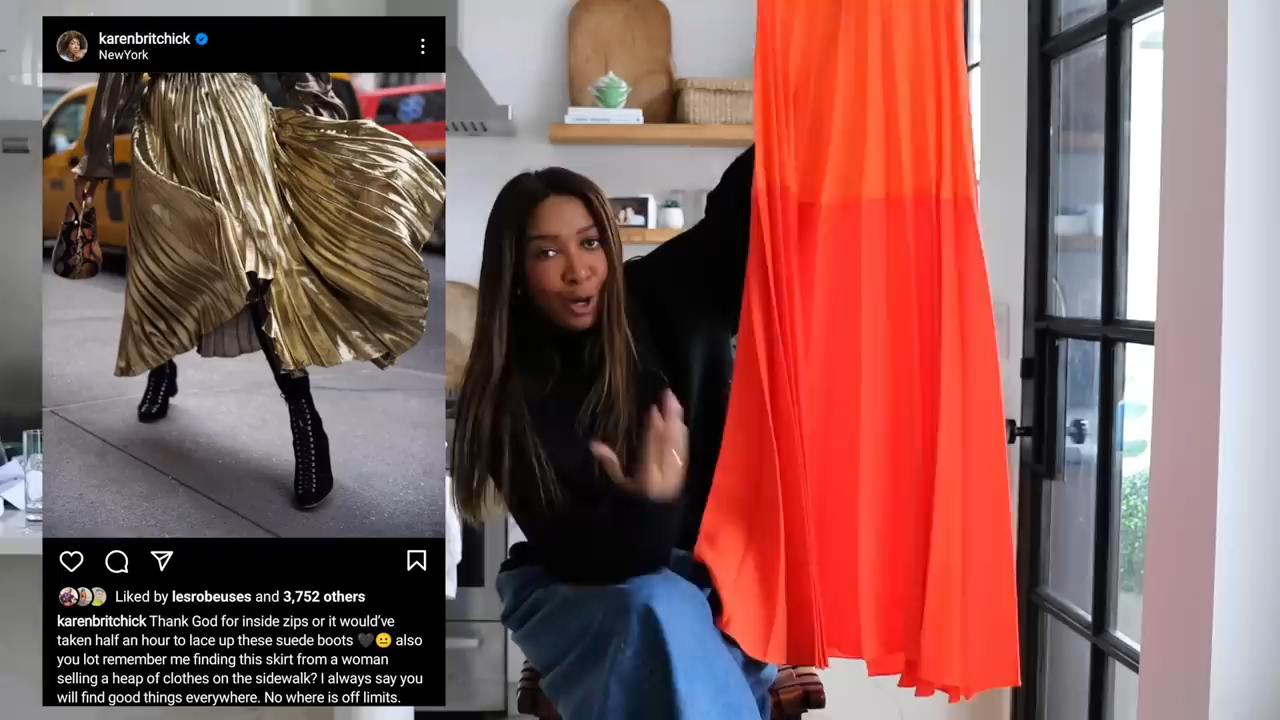 karenbritchick
NewYork
Liked by lesrobeuses and 3,752 others
karenbritchick Thank God for inside zips or it would've
taken half an hour to lace up these suede boots 🖤😐 also
you lot remember me finding this skirt from a woman
selling a heap of clothes on the sidewalk? I always say you
will find good things everywhere. No where is off limits.